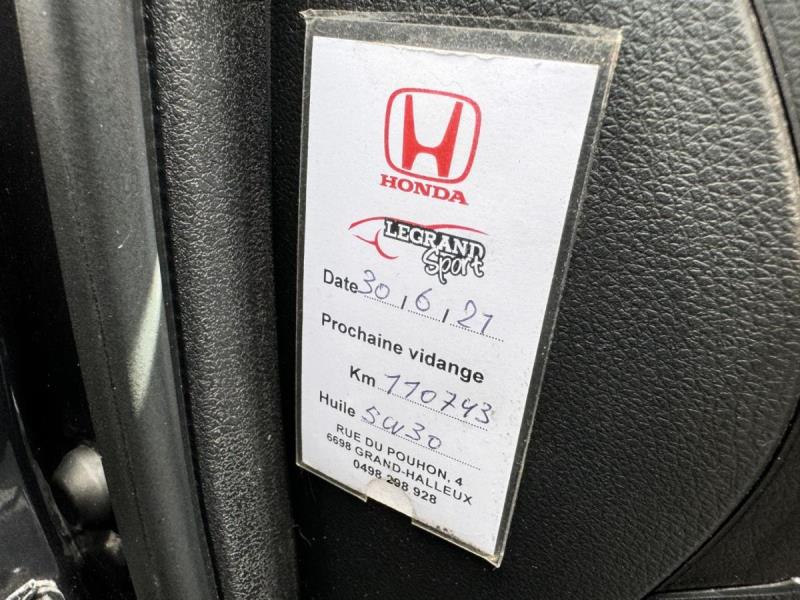 HONDA
LEGRAND
Sport
Date 30/6/21
Prochaine vidange
Km 110743
Huile 5W30
RUE DU POUHON, 4
6698 GRAND-HALLEUX
0498 298 928